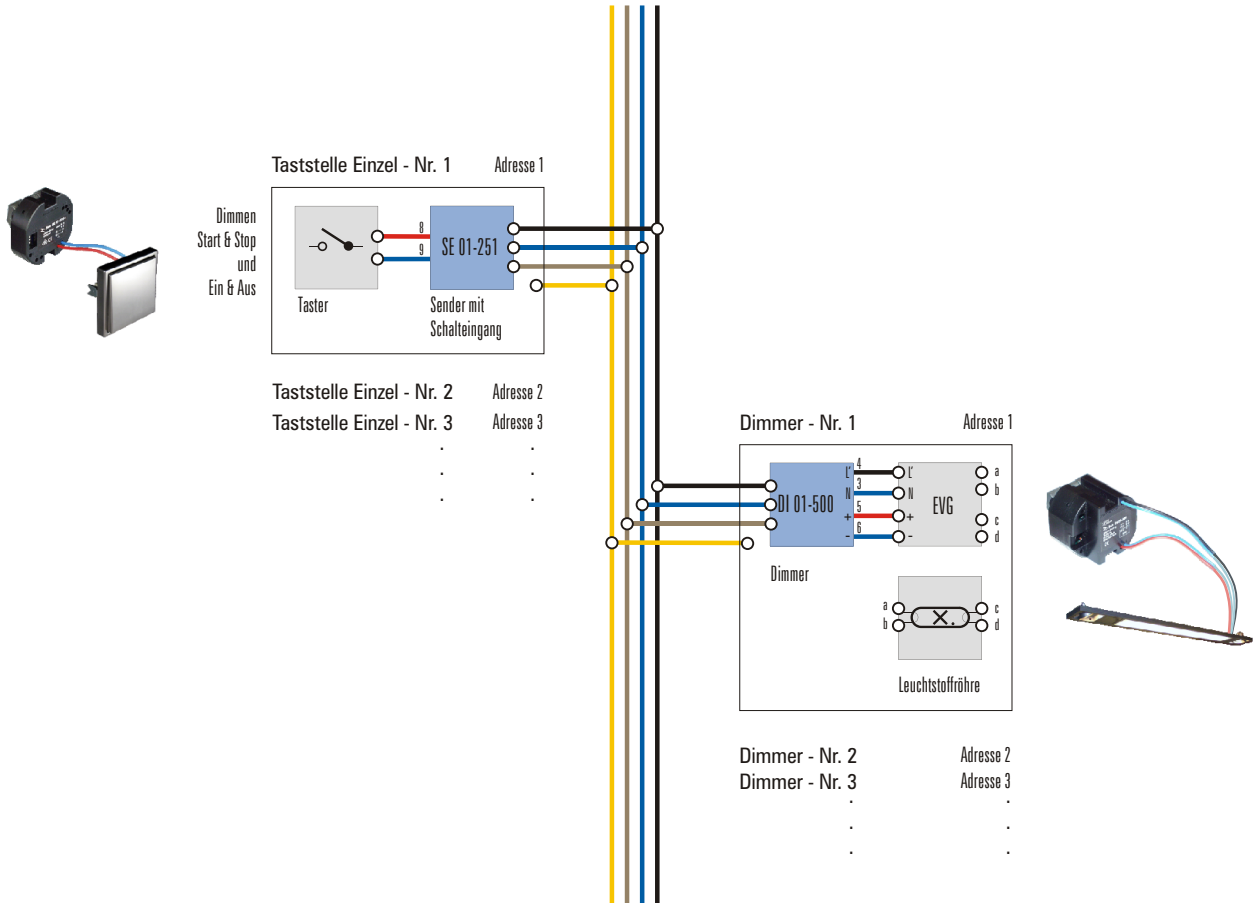 Taststelle Einzel - Nr. 1 Adresse 1
Dimmen
Start & Stop
und
Ein & Aus
8
9
SE 01-251
Taster
Sender mit
Schalteingang
Taststelle Einzel - Nr. 2 Adresse 2
Taststelle Einzel - Nr. 3 Adresse 3
. .
. .
. .
Dimmer - Nr. 1 Adresse 1
L' 4 L' a
N 3 N b
DI 01-500 EVG
+ 5 + c
- 6 - d
Dimmer
a c
b d
Leuchtstoffröhre
Dimmer - Nr. 2 Adresse 2
Dimmer - Nr. 3 Adresse 3
. .
. .
. .